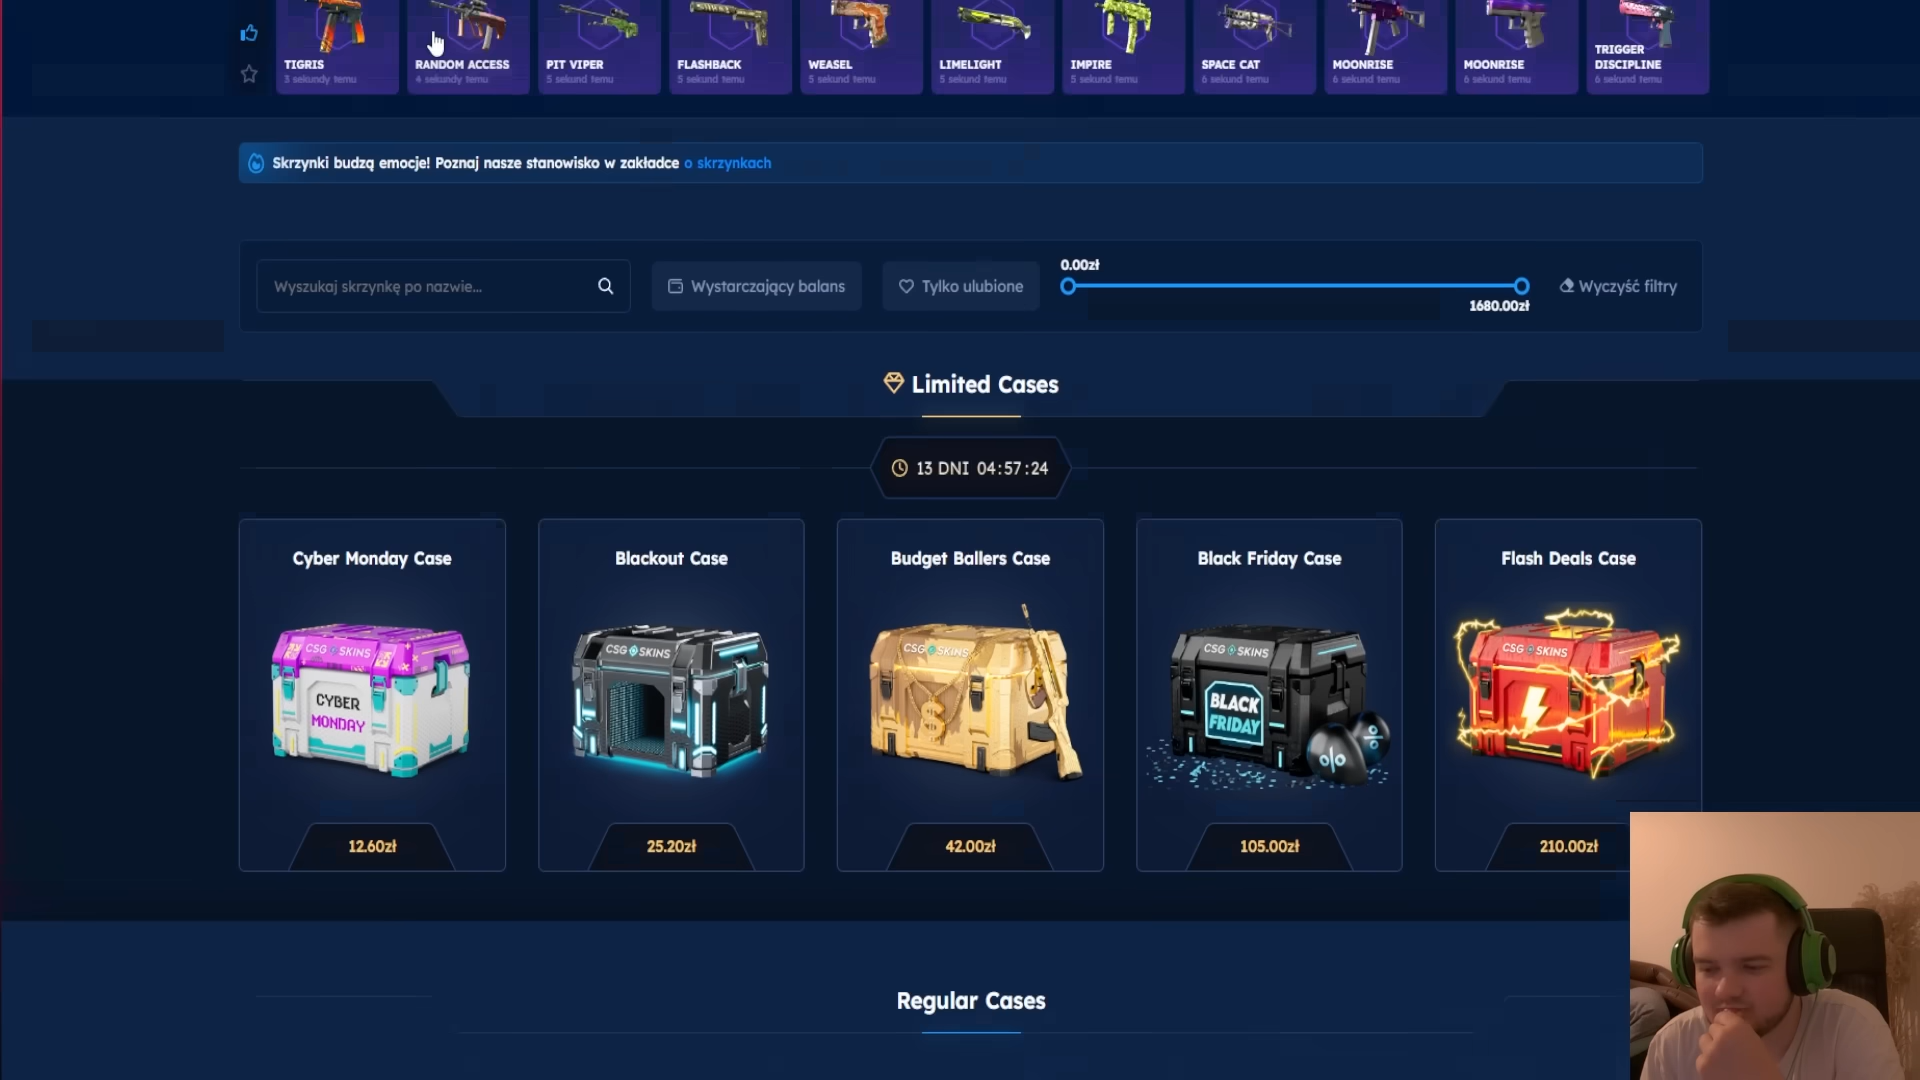 TIGRIS
3 sekundy temu
RANDOM ACCESS
4 sekundy temu
PIT VIPER
5 sekund temu
FLASHBACK
5 sekund temu
WEASEL
5 sekund temu
LIMELIGHT
5 sekund temu
IMPIRE
5 sekund temu
SPACE CAT
6 sekund temu
MOONRISE
6 sekund temu
MOONRISE
6 sekund temu
TRIGGER
DISCIPLINE
6 sekund temu
Skrzynki budzą emocje! Poznaj nasze stanowisko w zakładce o skrzynkach
Wyszukaj skrzynkę po nazwie...
Wystarczający balans
Tylko ulubione
0.00zł
1680.00zł
Wyczyść filtry
Limited Cases
13 DNI 04:57:24
Cyber Monday Case
CSG SKINS
CYBER
MONDAY
12.60zł
Blackout Case
CSG SKINS
25.20zł
Budget Ballers Case
CSG SKINS
$
42.00zł
Black Friday Case
CSG SKINS
BLACK
FRIDAY
%
%
105.00zł
Flash Deals Case
CSG SKINS
210.00zł
Regular Cases